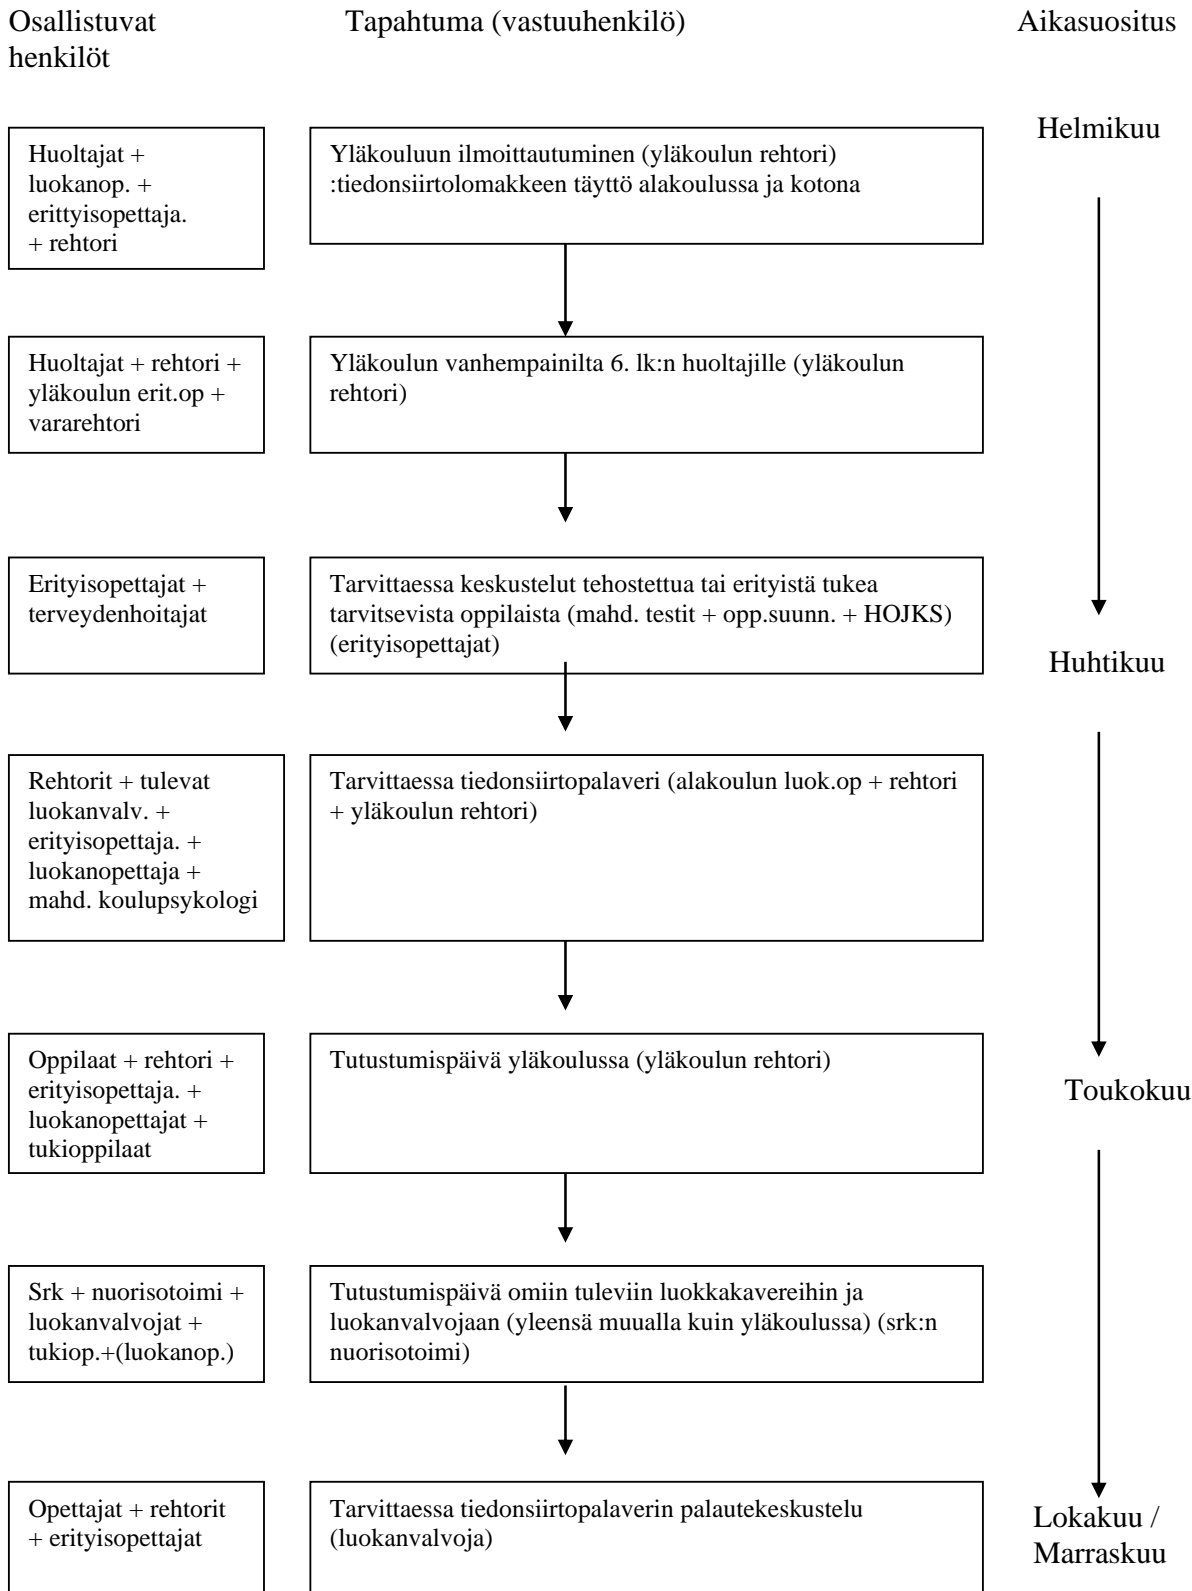 Osallistuvat
henkilöt
Tapahtuma (vastuuhenkilö)
Aikasuositus
Helmikuu
Huoltajat +
luokanop. +
erittyisopettaja.
+ rehtori
Yläkouluun ilmoittautuminen (yläkoulun rehtori)
:tiedonsiirtolomakkeen täyttö alakoulussa ja kotona
Huoltajat + rehtori +
yläkoulun erit.op +
vararehtori
Yläkoulun vanhempainilta 6. lk:n huoltajille (yläkoulun
rehtori)
Erityisopettajat +
terveydenhoitajat
Tarvittaessa keskustelut tehostettua tai erityistä tukea
tarvitsevista oppilaista (mahd. testit + opp.suunn. + HOJKS)
(erityisopettajat)
Huhtikuu
Rehtorit + tulevat
luokanvalv. +
erityisopettaja. +
luokanopettaja +
mahd. koulupsykologi
Tarvittaessa tiedonsiirtopalaveri (alakoulun luok.op + rehtori
+ yläkoulun rehtori)
Oppilaat + rehtori +
erityisopettaja. +
luokanopettajat +
tukioppilaat
Tutustumispäivä yläkoulussa (yläkoulun rehtori)
Toukokuu
Srk + nuorisotoimi +
luokanvalvojat +
tukiop.+(luokanop.)
Tutustumispäivä omiin tuleviin luokkakavereihin ja
luokanvalvojaan (yleensä muualla kuin yläkoulussa) (srk:n
nuorisotoimi)
Opettajat + rehtorit
+ erityisopettajat
Tarvittaessa tiedonsiirtopalaverin palautekeskustelu
(luokanvalvoja)
Lokakuu /
Marraskuu